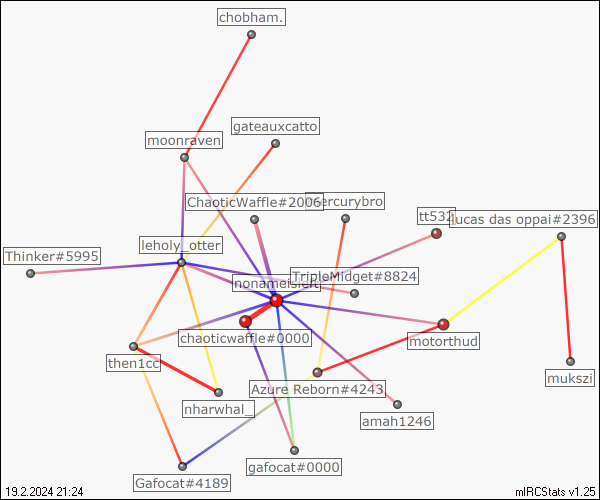 chobham.
gateauxcatto
moonraven
ChaoticWaffle#2006
mercurybro
tt532
lucas das oppai#2396
leholy_otter
Thinker#5995
TripleMidget#8824
chaoticwaffle#0000
motorthud
then1cc
mukszi
Azure Reborn#4243
nharwhal_
amah1246
gafocat#0000
Gafocat#4189
19.2.2024 21:24
mIRCStats v1.25